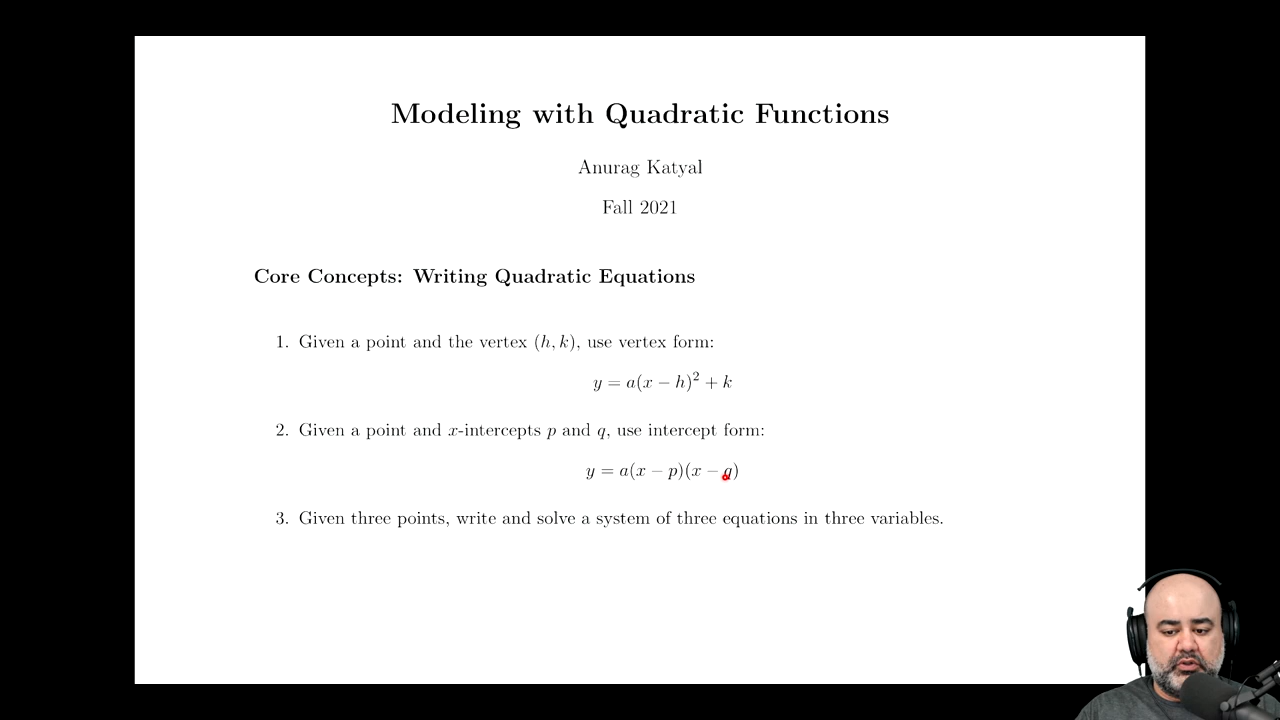 Modeling with Quadratic Functions
Anurag Katyal
Fall 2021
Core Concepts: Writing Quadratic Equations
1. Given a point and the vertex (h, k), use vertex form:
y = a(x − h)² + k
2. Given a point and x-intercepts p and q, use intercept form:
y = a(x − p)(x − q)
3. Given three points, write and solve a system of three equations in three variables.